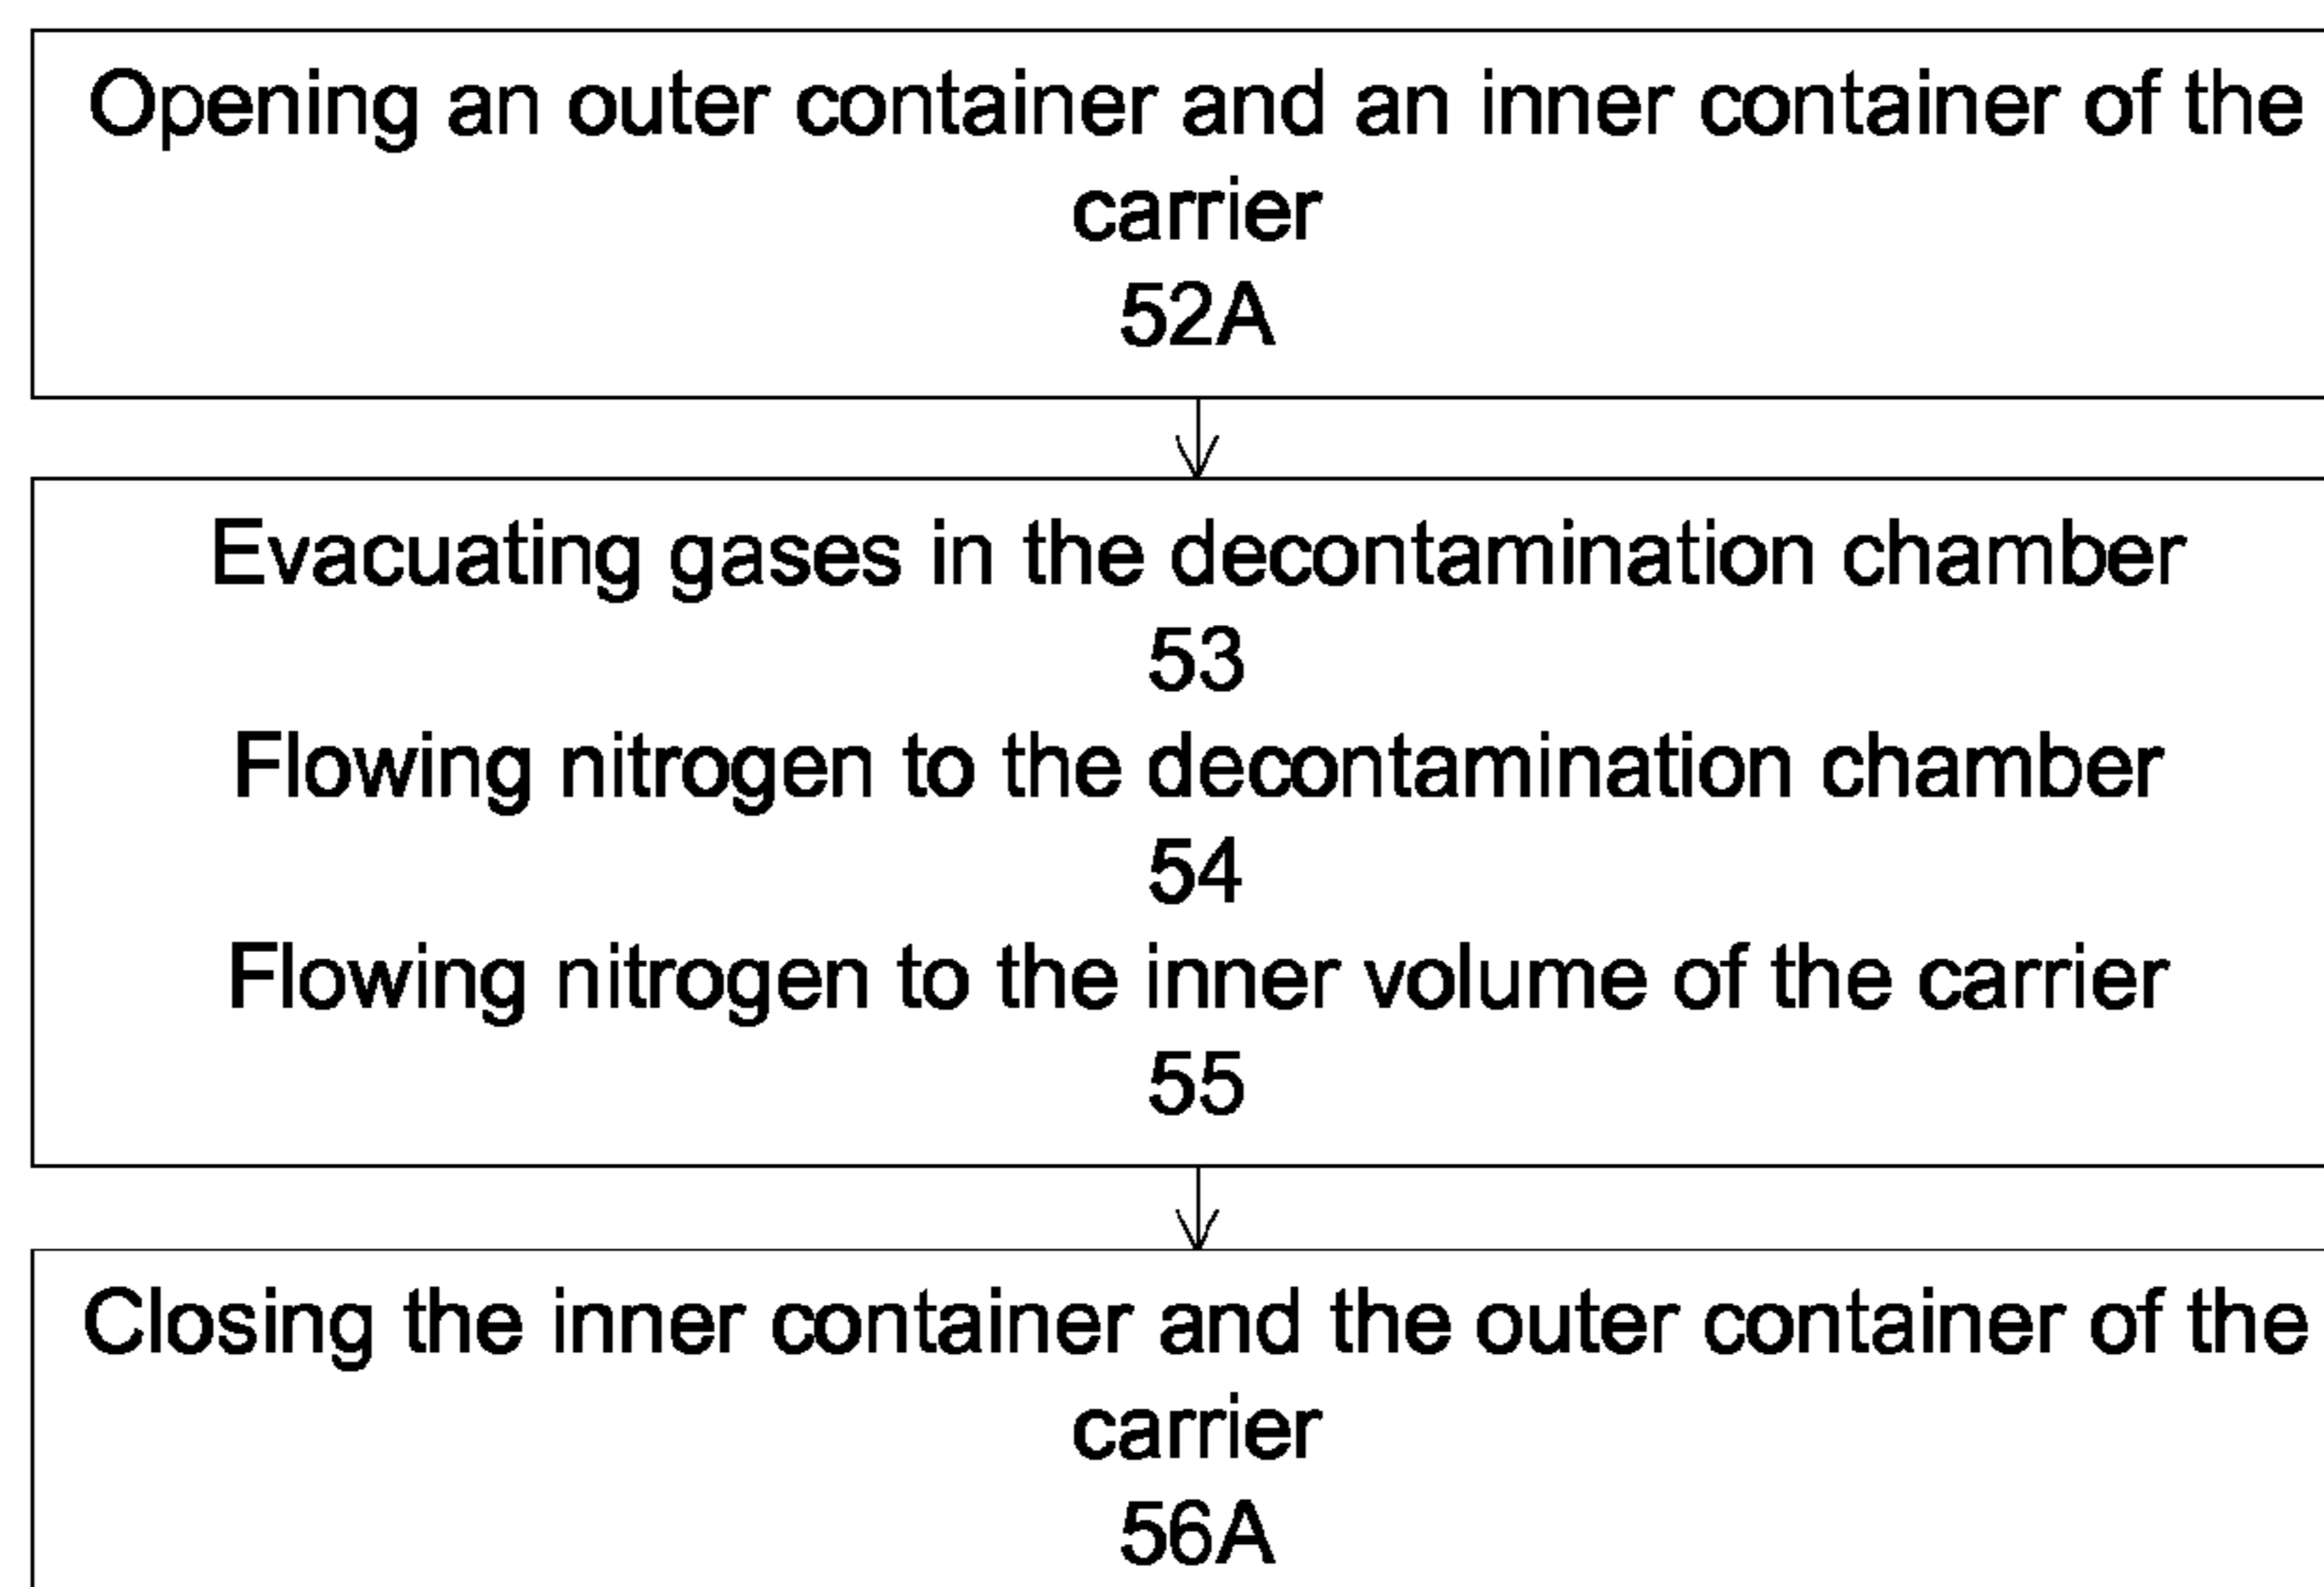 Opening an outer container and an inner container of the
carrier
52A
Evacuating gases in the decontamination chamber
53
Flowing nitrogen to the decontamination chamber
54
Flowing nitrogen to the inner volume of the carrier
55
Closing the inner container and the outer container of the
carrier
56A